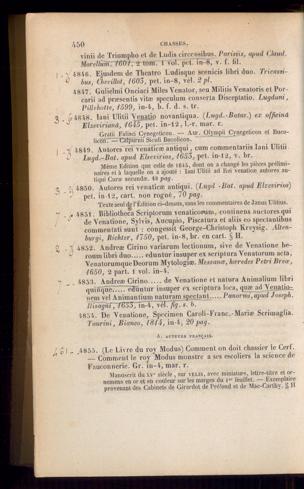 450 CHASSES.
vinii de Triumpho et de Ludis circensibus. Parisiis, apud Claud.
Morellum, 1601, 2 tom. 1 vol. pet. in-8, v. f. fil.
4846. Ejusdem de Theatro Ludisque scenicis libri duo. Tricassi-
bus, Chevillot, 1603, pet. in-8, vél. 2 pl.
4847. Gulielmi Onciaci Miles Venator, seu Militis Venatoris et Por-
carii ad præsentis vitæ speculum conserta Disceptatio. Lugduni,
Pillehotte, 1599, in-4, b. f. d. s. tr.
4848. Iani Ulitii Venatio novantiqua. (Lugd.-Batav.) ex officina
Elzeviriana, 1645, pet. in-12, l.-r. mar. r.
Gratii Falisci Cynegeticon. — Aur. Olympi Cynegeticon et Buco-
licon. — Calpurnii Seculi Bucolicon.
4849. Autores rei venaticæ antiqui, cum commentariis Iani Ulitii
Lugd.-Bat. apud Elzevirios, 1653, pet. in-12, v. br.
Même Edition que celle de 1645, dont on a changé les pièces prélimi-
naires et à laquelle on a ajouté : Iani Ulitii ad Rei venaticæ autores an-
tiqui Curæ secundæ. 69 pag.
4850. Autores rei venaticæ antiqui. (Lugd.-Bat. apud Elzevirios)
pet. in-12, cart. non rogné, 70 pag.
Texte seul de l'Édition ci-dessus, sans les commentaires de Janus Ulitius.
4851. Bibliotheca Scriptorum venaticorum, continens auctores qui
de Venatione, Sylvis, Aucupio, Piscatura et aliis eo spectantibus
commentati sunt : congessit George-Christoph Kreysig. Alten-
burgi, Richter, 1750, pet. in-8, br. en cart. § H.
4852. Andreæ Cirino variarum lectionum, sive de Venatione he-
roum libri duo..... eduntur insuper ex scriptura Venatorum acta,
Venatorumque Deorum Mytologiæ. Messanæ, heredes Petri Breæ,
1650, 2 part. 1 vol. in-4.
4853. Andreæ Cirino..... de Venatione et natura Animalium libri
quinque..... eduntur insuper ex scriptura loca, quæ ad Venatio-
nem vel Animantium naturam spectant..... Panormi, apud Joseph.
Bisagni, 1653, in-4, vél. fig. s. b.
4854. De Venatione, Specimen Caroli-Franc.-Mariæ Scrimaglia.
Taurini, Bianco, 1814, in-4, 20 pag.
b. AUTEURS FRANÇAIS.
4855. (Le Livre du roy Modus) Comment on doit chassier le Cerf.
— Comment le roy Modus monstre a ses escoliers la science de
Fauconnerie. Gr. in-4, mar. r.
Manuscrit du XVe siècle, sur VÉLIN, avec miniature, lettre-titre et or-
nemens en or et en couleur sur les marges du 1er feuillet. — Exemplaire
provenant des Cabinets de Girardot de Préfond et de Mac-Carthy. § H